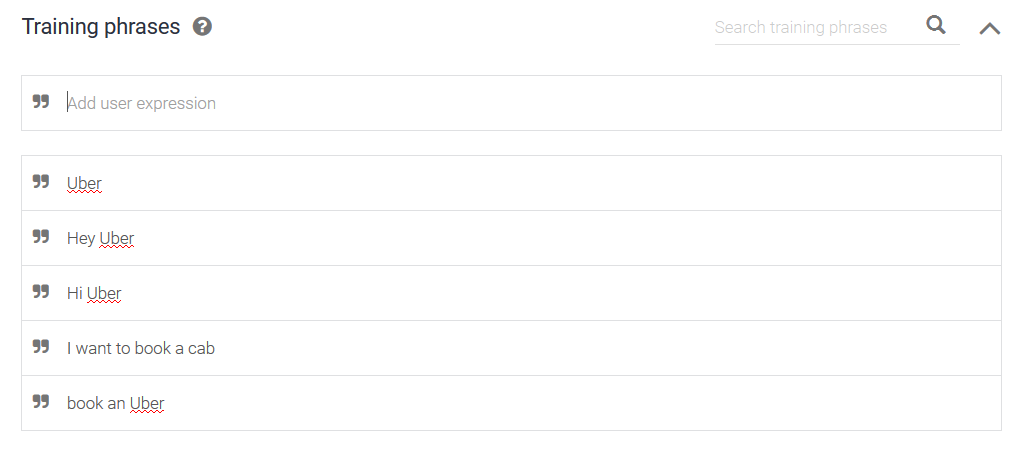 Training phrases
Search training phrases
Add user expression
Uber
Hey Uber
Hi Uber
I want to book a cab
book an Uber